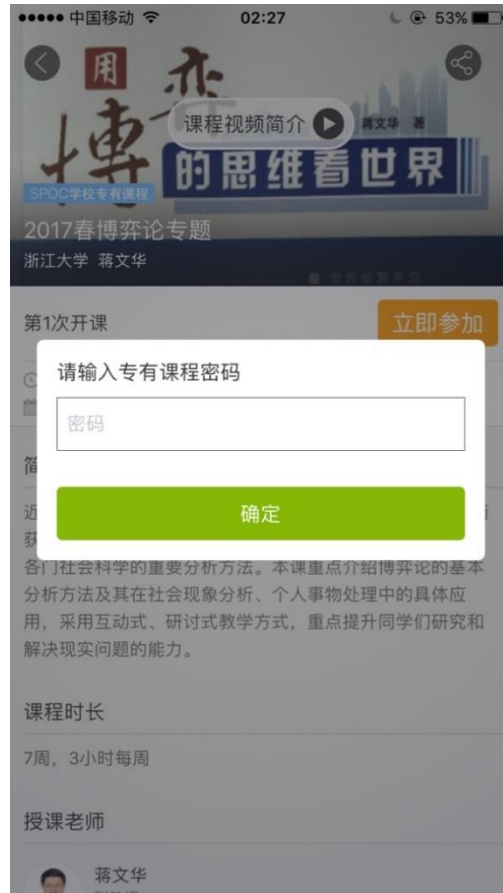 中国移动 02:27 53%
用
博弈
课程视频简介
蒋文华 著
的思维看世界
SPOC学校专有课程
2017春博弈论专题
浙江大学 蒋文华
第1次开课
立即参加
请输入专有课程密码
密码
确定
简
近
获
各门社会科学的重要分析方法。本课重点介绍博弈论的基本
分析方法及其在社会现象分析、个人事物处理中的具体应
用，采用互动式、研讨式教学方式，重点提升同学们研究和
解决现实问题的能力。
课程时长
7周，3小时每周
授课老师
蒋文华